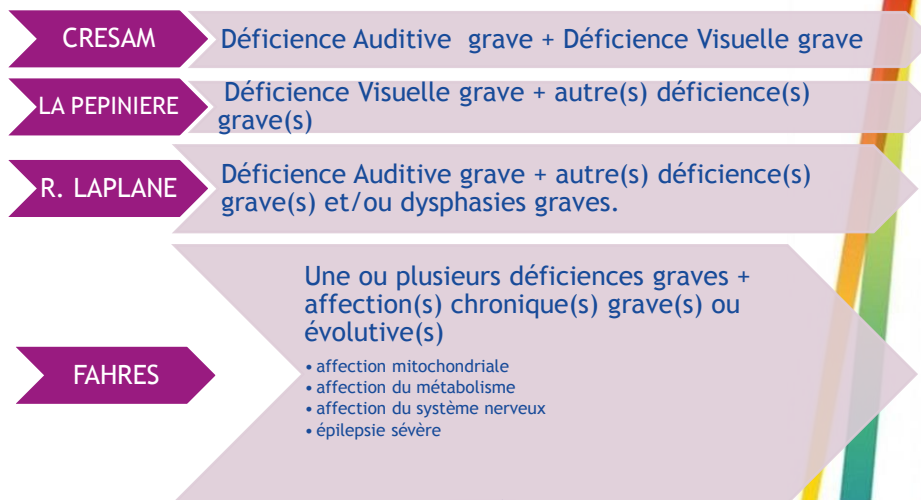 CRESAM
Déficience Auditive grave + Déficience Visuelle grave
LA PEPINIERE
Déficience Visuelle grave + autre(s) déficience(s)
grave(s)
R. LAPLANE
Déficience Auditive grave + autre(s) déficience(s)
grave(s) et/ou dysphasies graves.
FAHRES
Une ou plusieurs déficiences graves +
affection(s) chronique(s) grave(s) ou
évolutive(s)
• affection mitochondriale
• affection du métabolisme
• affection du système nerveux
• épilepsie sévère